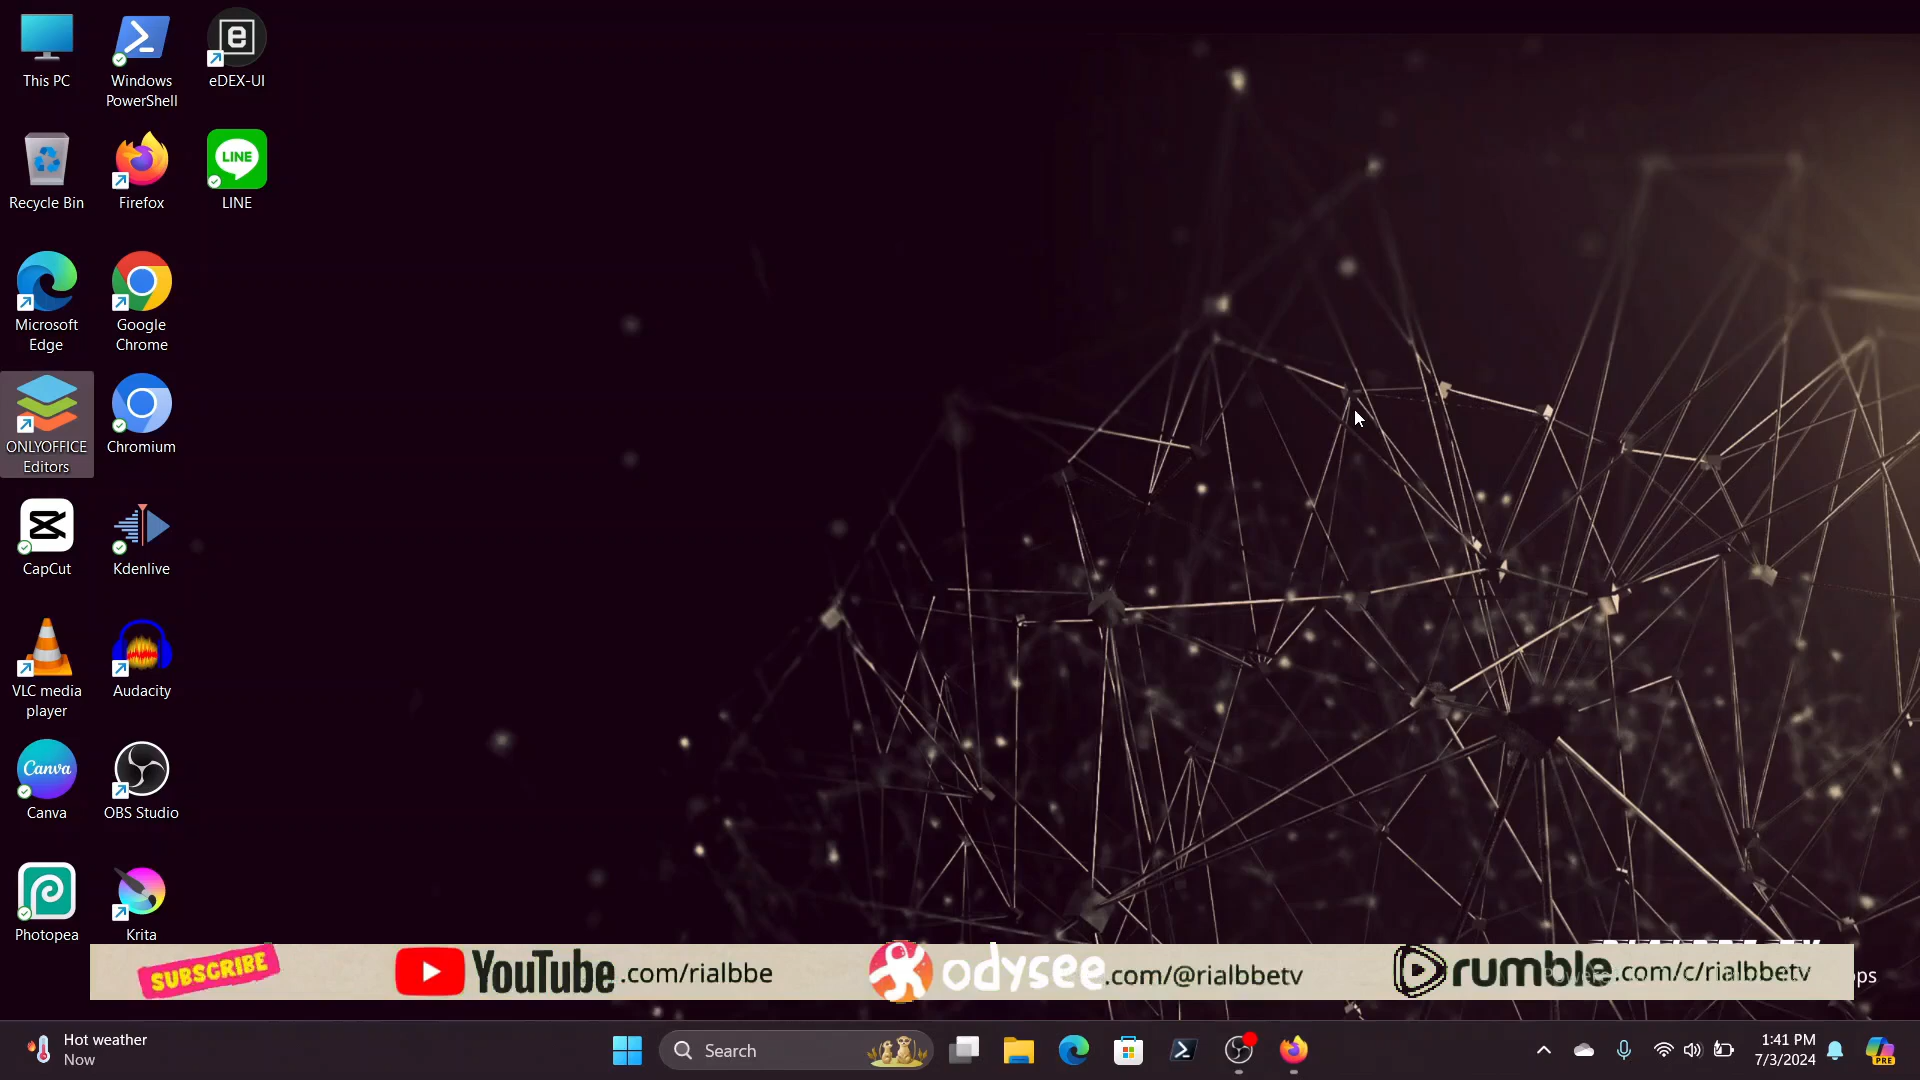 This PC
Windows
PowerShell
eDEX-UI
Recycle Bin
Firefox
LINE
LINE
Microsoft
Edge
Google
Chrome
ONLYOFFICE
Editors
Chromium
CapCut
Kdenlive
VLC media
player
Audacity
Canva
Canva
OBS Studio
Photopea
Krita
SUBSCRIBE
YouTube.com/rialbbe
odysee.com/@rialbbetv
rumble.com/c/rialbbetv
Hot weather
Now
Search
1:41 PM
7/3/2024
PRE